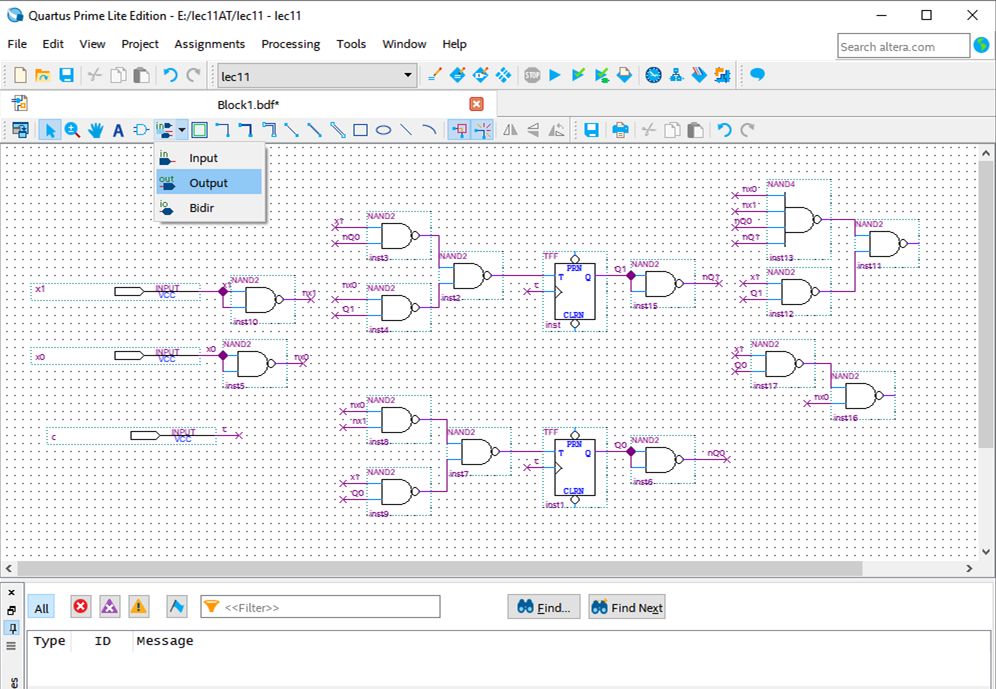 Quartus Prime Lite Edition - E:/lec11AT/lec11 - lec11
File Edit View Project Assignments Processing Tools Window Help
Search altera.com
lec11
STOP
Block1.bdf*
A
in Input
out Output
io Bidir
x1 INPUT VCC x1 NAND2 inst10 nx1
x0 INPUT VCC x0 NAND2 inst5 nx0
c INPUT VCC c
x1 nQ0 NAND2 inst3
nx0 Q1 NAND2 inst4
NAND2 inst2
TFF PRN T Q CLRN inst c
Q1 NAND2 inst15 nQ1
nx0 nx1 NAND2 inst8
x1 Q0 NAND2 inst9
NAND2 inst7
TFF PRN T Q CLRN inst1 c
Q0 NAND2 inst6 nQ0
nx0 nx1 nQ0 nQ1 NAND4 inst13
x1 Q1 NAND2 inst12
NAND2 inst11
x1 Q0 NAND2 inst17
nx0 NAND2 inst16
All
<<Filter>>
Find...
Find Next
Type ID Message